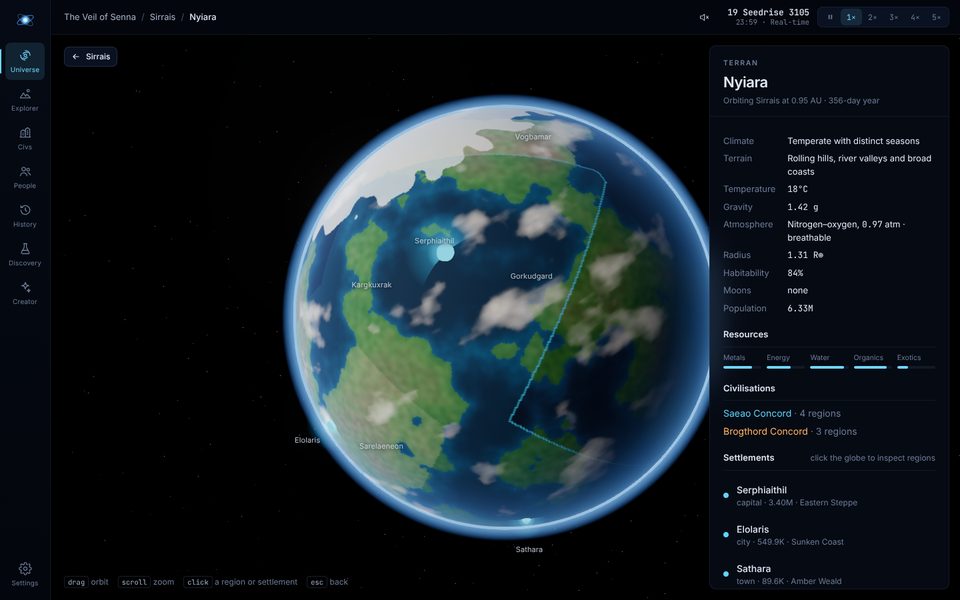 The Veil of Senna / Sirrais / Nyiara
19 Seedrise 3105
23:59 · Real-time
1× 2× 3× 4× 5×
Universe
Explorer
Civs
People
History
Discovery
Creator
Settings
← Sirrais
Vogbamar
Serphiaithil
Gorkudgard
Kargkuxrak
Elolaris
Sarelaeneon
Sathara
drag orbit scroll zoom click a region or settlement esc back
TERRAN
Nyiara
Orbiting Sirrais at 0.95 AU · 356-day year
Climate Temperate with distinct seasons
Terrain Rolling hills, river valleys and broad
coasts
Temperature 18°C
Gravity 1.42 g
Atmosphere Nitrogen–oxygen, 0.97 atm ·
breathable
Radius 1.31 R⊕
Habitability 84%
Moons none
Population 6.33M
Resources
Metals Energy Water Organics Exotics
Civilisations
Saeao Concord · 4 regions
Brogthord Concord · 3 regions
Settlements click the globe to inspect regions
Serphiaithil
capital · 3.40M · Eastern Steppe
Elolaris
city · 549.9K · Sunken Coast
Sathara
town · 89.6K · Amber Weald